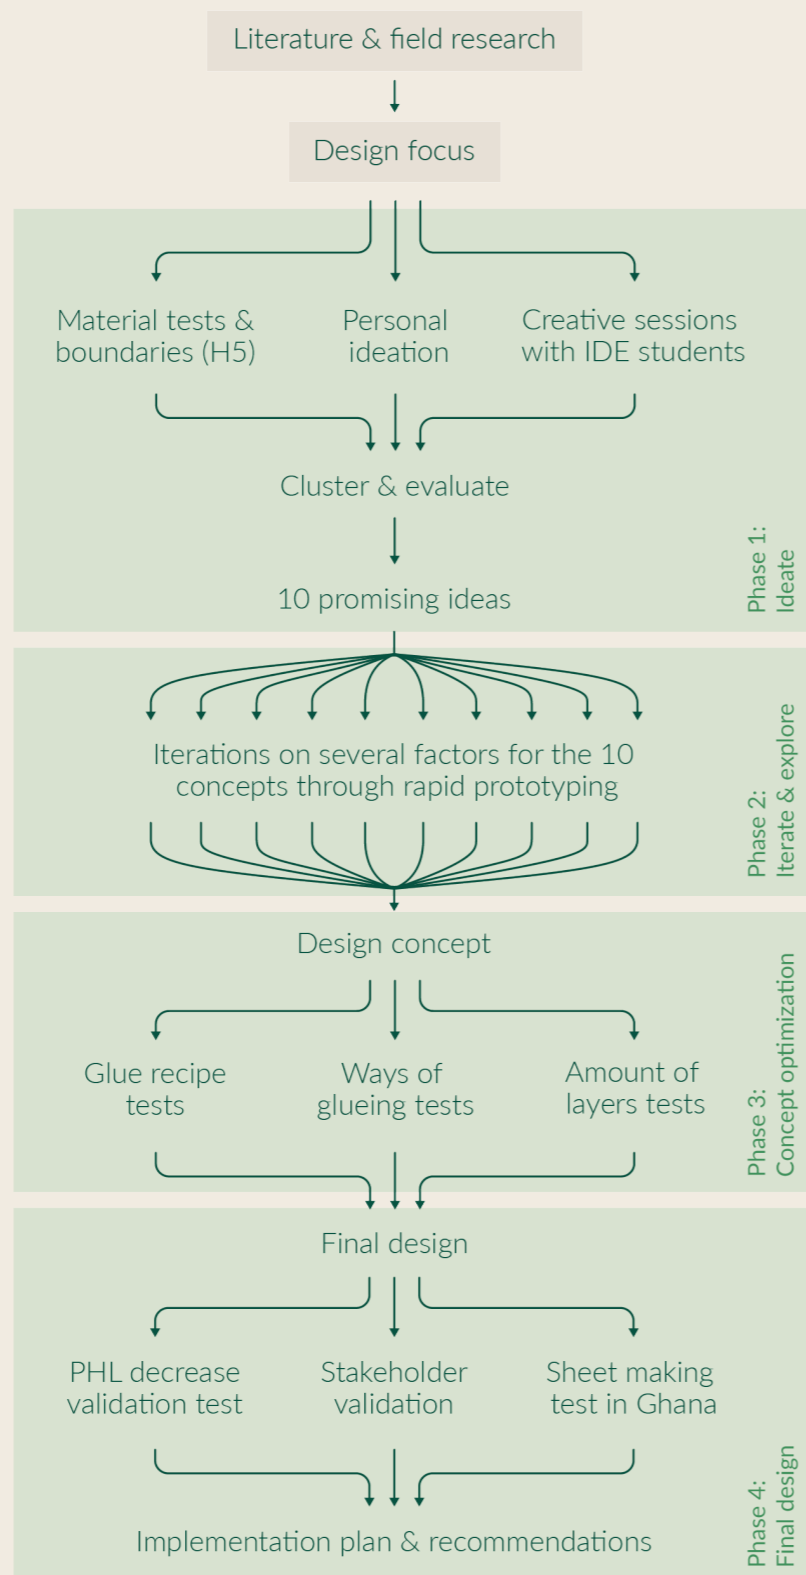 Literature & field research
Design focus
Material tests &
boundaries (H5)
Personal
ideation
Creative sessions
with IDE students
Cluster & evaluate
10 promising ideas
Phase 1:
Ideate
Iterations on several factors for the 10
concepts through rapid prototyping
Phase 2:
Iterate & explore
Design concept
Glue recipe
tests
Ways of
glueing tests
Amount of
layers tests
Phase 3:
Concept optimization
Final design
PHL decrease
validation test
Stakeholder
validation
Sheet making
test in Ghana
Implementation plan & recommendations
Phase 4:
Final design